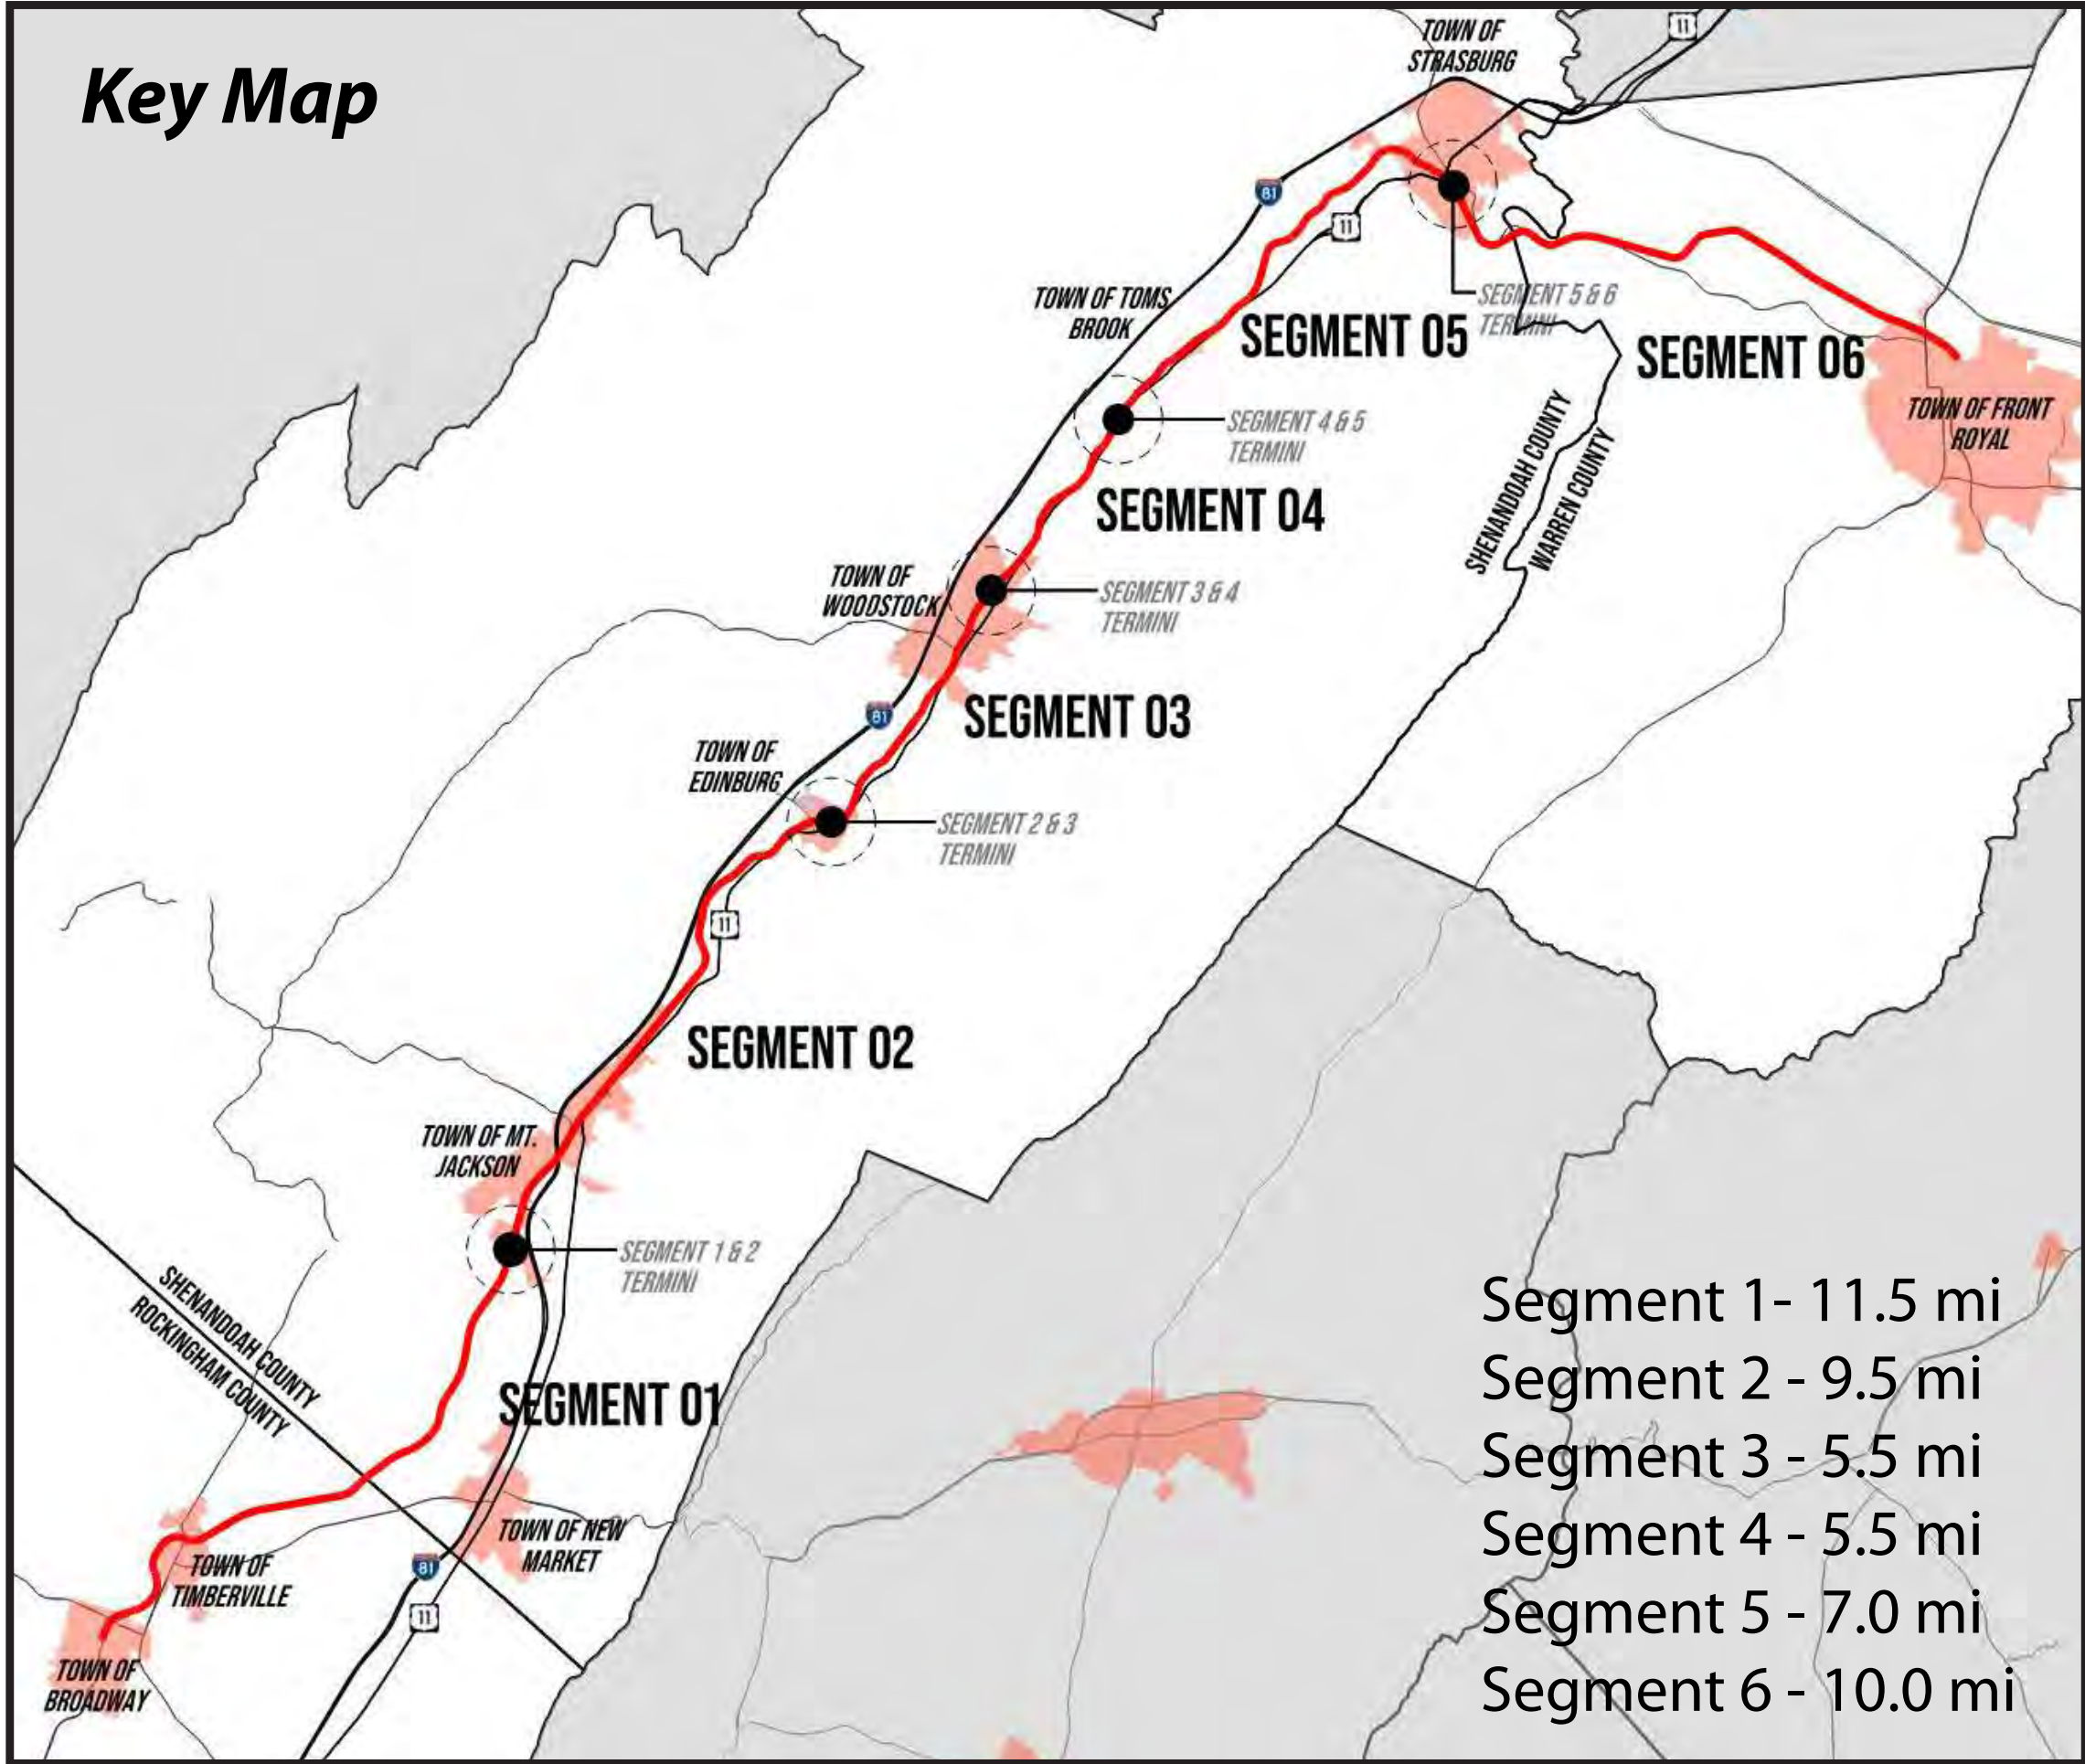 Key Map
11
TOWN OF
STRASBURG
81
11
TOWN OF TOMS
BROOK
SEGMENT 5 & 6
TERMINI
SEGMENT 05
SEGMENT 06
TOWN OF FRONT
ROYAL
SEGMENT 4 & 5
TERMINI
SHENANDOAH COUNTY
WARREN COUNTY
SEGMENT 04
TOWN OF
WOODSTOCK
SEGMENT 3 & 4
TERMINI
SEGMENT 03
81
TOWN OF
EDINBURG
SEGMENT 2 & 3
TERMINI
11
SEGMENT 02
TOWN OF MT.
JACKSON
SEGMENT 1 & 2
TERMINI
SHENANDOAH COUNTY
ROCKINGHAM COUNTY
SEGMENT 01
TOWN OF NEW
MARKET
81
TOWN OF
TIMBERVILLE
11
TOWN OF
BROADWAY
Segment 1- 11.5 mi
Segment 2 - 9.5 mi
Segment 3 - 5.5 mi
Segment 4 - 5.5 mi
Segment 5 - 7.0 mi
Segment 6 - 10.0 mi